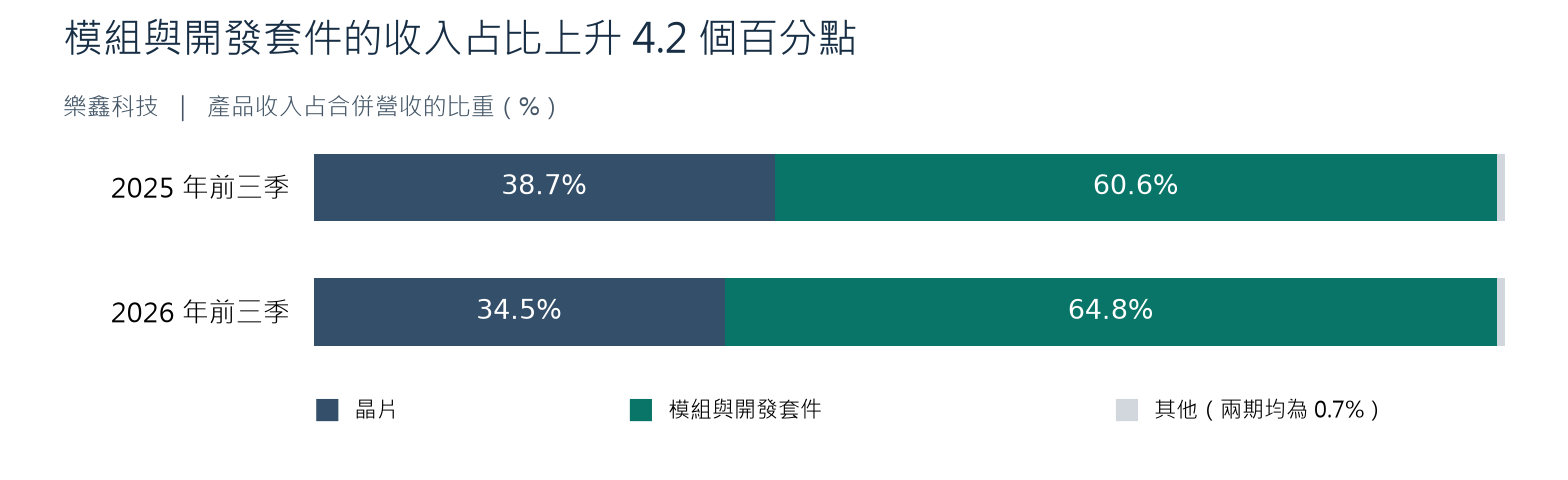 模組與開發套件的收入占比上升 4.2 個百分點
樂鑫科技 | 產品收入占合併營收的比重(%)
2025 年前三季 38.7% 60.6%
2026 年前三季 34.5% 64.8%
晶片 模組與開發套件 其他(兩期均為 0.7%)